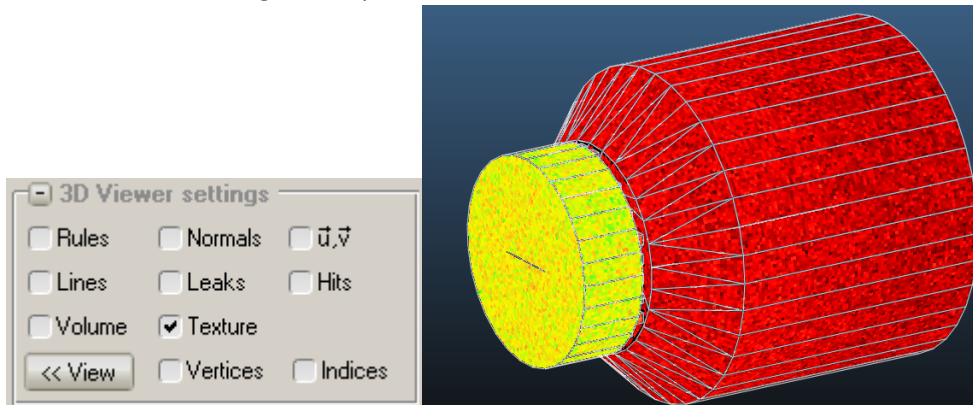 3D Viewer settings
Rules Normals u⃗,v⃗
Lines Leaks Hits
Volume Texture
<< View Vertices Indices